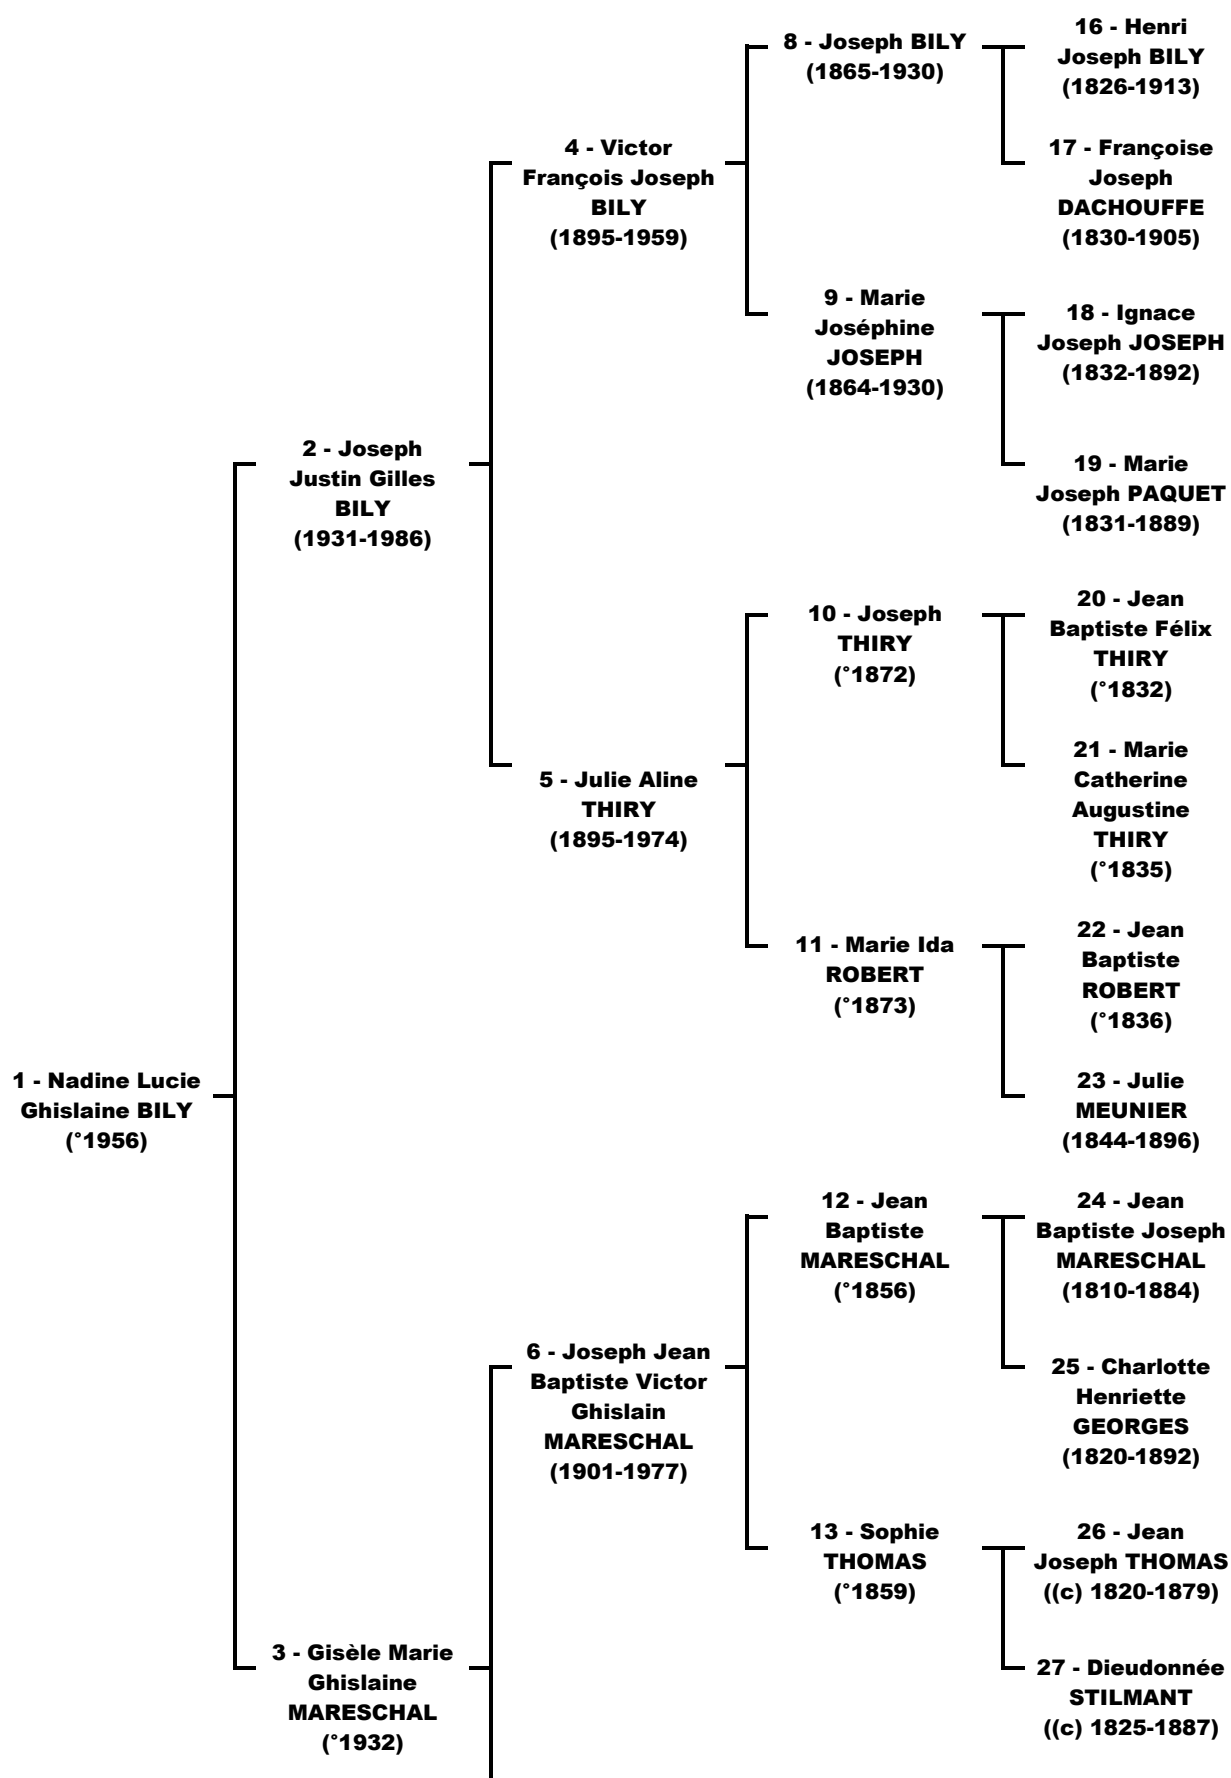 8 - Joseph BILY
(1865-1930)
16 - Henri
Joseph BILY
(1826-1913)
4 - Victor
François Joseph
BILY
(1895-1959)
17 - Françoise
Joseph
DACHOUFFE
(1830-1905)
9 - Marie
Joséphine
JOSEPH
(1864-1930)
18 - Ignace
Joseph JOSEPH
(1832-1892)
2 - Joseph
Justin Gilles
BILY
(1931-1986)
19 - Marie
Joseph PAQUET
(1831-1889)
10 - Joseph
THIRY
(°1872)
20 - Jean
Baptiste Félix
THIRY
(°1832)
5 - Julie Aline
THIRY
(1895-1974)
21 - Marie
Catherine
Augustine
THIRY
(°1835)
11 - Marie Ida
ROBERT
(°1873)
22 - Jean
Baptiste
ROBERT
(°1836)
1 - Nadine Lucie
Ghislaine BILY
(°1956)
23 - Julie
MEUNIER
(1844-1896)
12 - Jean
Baptiste
MARESCHAL
(°1856)
24 - Jean
Baptiste Joseph
MARESCHAL
(1810-1884)
6 - Joseph Jean
Baptiste Victor
Ghislain
MARESCHAL
(1901-1977)
25 - Charlotte
Henriette
GEORGES
(1820-1892)
13 - Sophie
THOMAS
(°1859)
26 - Jean
Joseph THOMAS
((c) 1820-1879)
3 - Gisèle Marie
Ghislaine
MARESCHAL
(°1932)
27 - Dieudonnée
STILMANT
((c) 1825-1887)